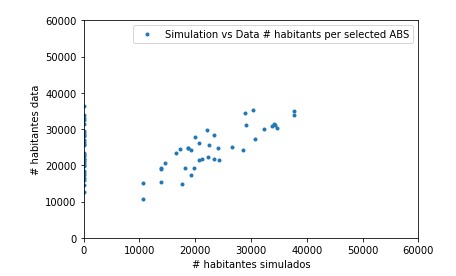 60000
50000
40000
30000
20000
10000
0
# habitantes data
Simulation vs Data # habitants per selected ABS
0 10000 20000 30000 40000 50000 60000
# habitantes simulados